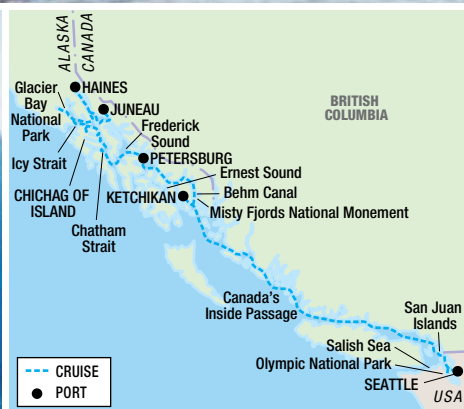 ALASKA
CANADA
Glacier
Bay
National
Park
HAINES
JUNEAU
Frederick
Sound
BRITISH
COLUMBIA
Icy Strait
PETERSBURG
Ernest Sound
CHICHAG OF
ISLAND
KETCHIKAN
Behm Canal
Misty Fjords National Monement
Chatham
Strait
Canada's
Inside Passage
San Juan
Islands
Salish Sea
Olympic National Park
SEATTLE
USA
CRUISE
PORT